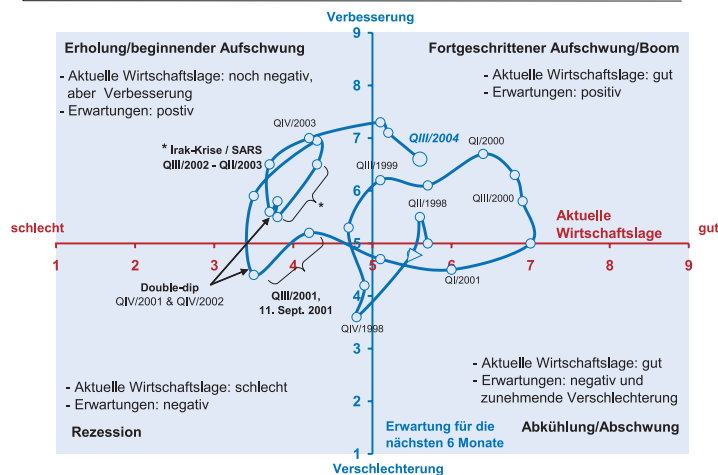 Verbesserung
Erholung/beginnender Aufschwung
- Aktuelle Wirtschaftslage: noch negativ,
aber Verbesserung
- Erwartungen: postiv
Fortgeschrittener Aufschwung/Boom
- Aktuelle Wirtschaftslage: gut
- Erwartungen: positiv
9
8
7
6
5
4
3
2
1
QIV/2003
* Irak-Krise / SARS
QIII/2002 - QII/2003
*
QIII/2004
QI/2000
QIII/1999
QIII/2000
QII/1998
schlecht
Aktuelle
Wirtschaftslage
gut
1 2 3 4 5 6 7 8 9
Double-dip
QIV/2001 & QIV/2002
QIII/2001,
11. Sept. 2001
QI/2001
QIV/1998
- Aktuelle Wirtschaftslage: schlecht
- Erwartungen: negativ
Rezession
- Aktuelle Wirtschaftslage: gut
- Erwartungen: negativ und
zunehmende Verschlechterung
Abkühlung/Abschwung
Erwartung für die
nächsten 6 Monate
Verschlechterung